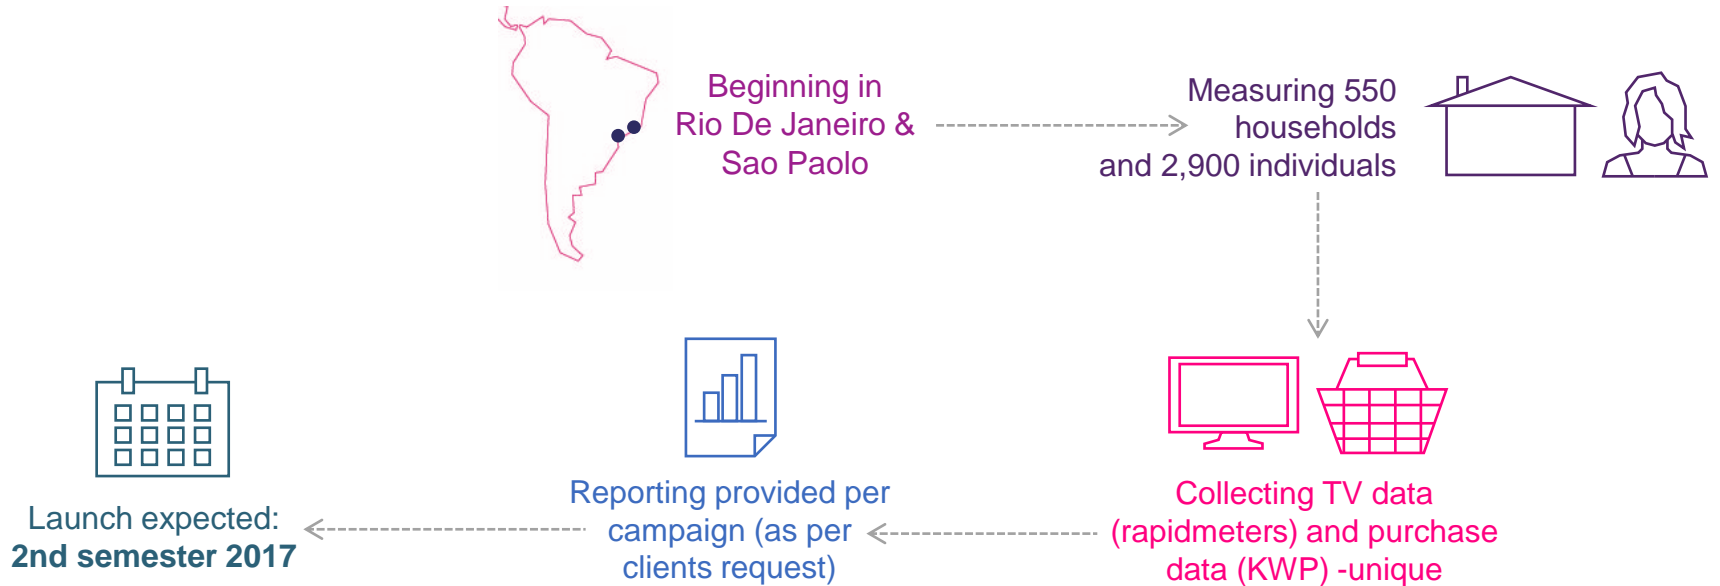 Beginning in
Rio De Janeiro &
Sao Paolo
Measuring 550
households
and 2,900 individuals
Collecting TV data
(rapidmeters) and purchase
data (KWP) -unique
Reporting provided per
campaign (as per
clients request)
Launch expected:
2nd semester 2017